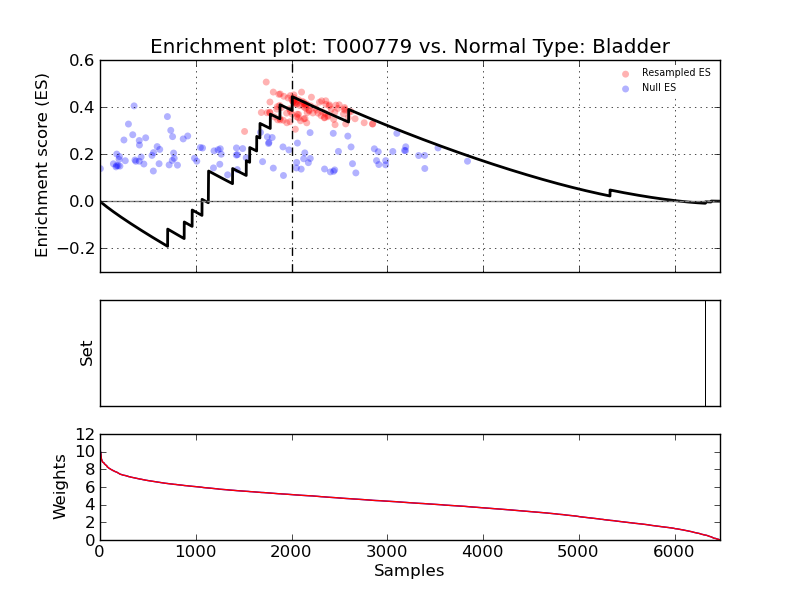 Enrichment plot: T000779 vs. Normal Type: Bladder
Enrichment score (ES)
0.6
0.4
0.2
0.0
−0.2
Resampled ES
Null ES
Set
Weights
12
10
8
6
4
2
0
0 1000 2000 3000 4000 5000 6000
Samples